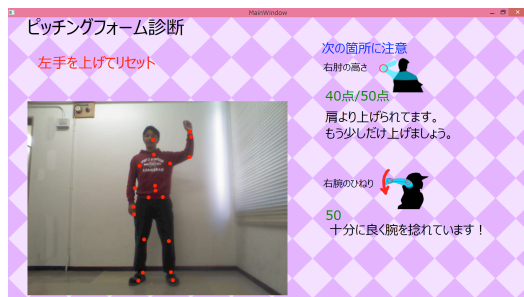 MainWindow
ピッチングフォーム診断
左手を上げてリセット
次の箇所に注意
右肘の高さ
40点/50点
肩より上げられてます。
もう少しだけ上げましょう。
右腕のひねり
50
十分に良く腕を捻れています！